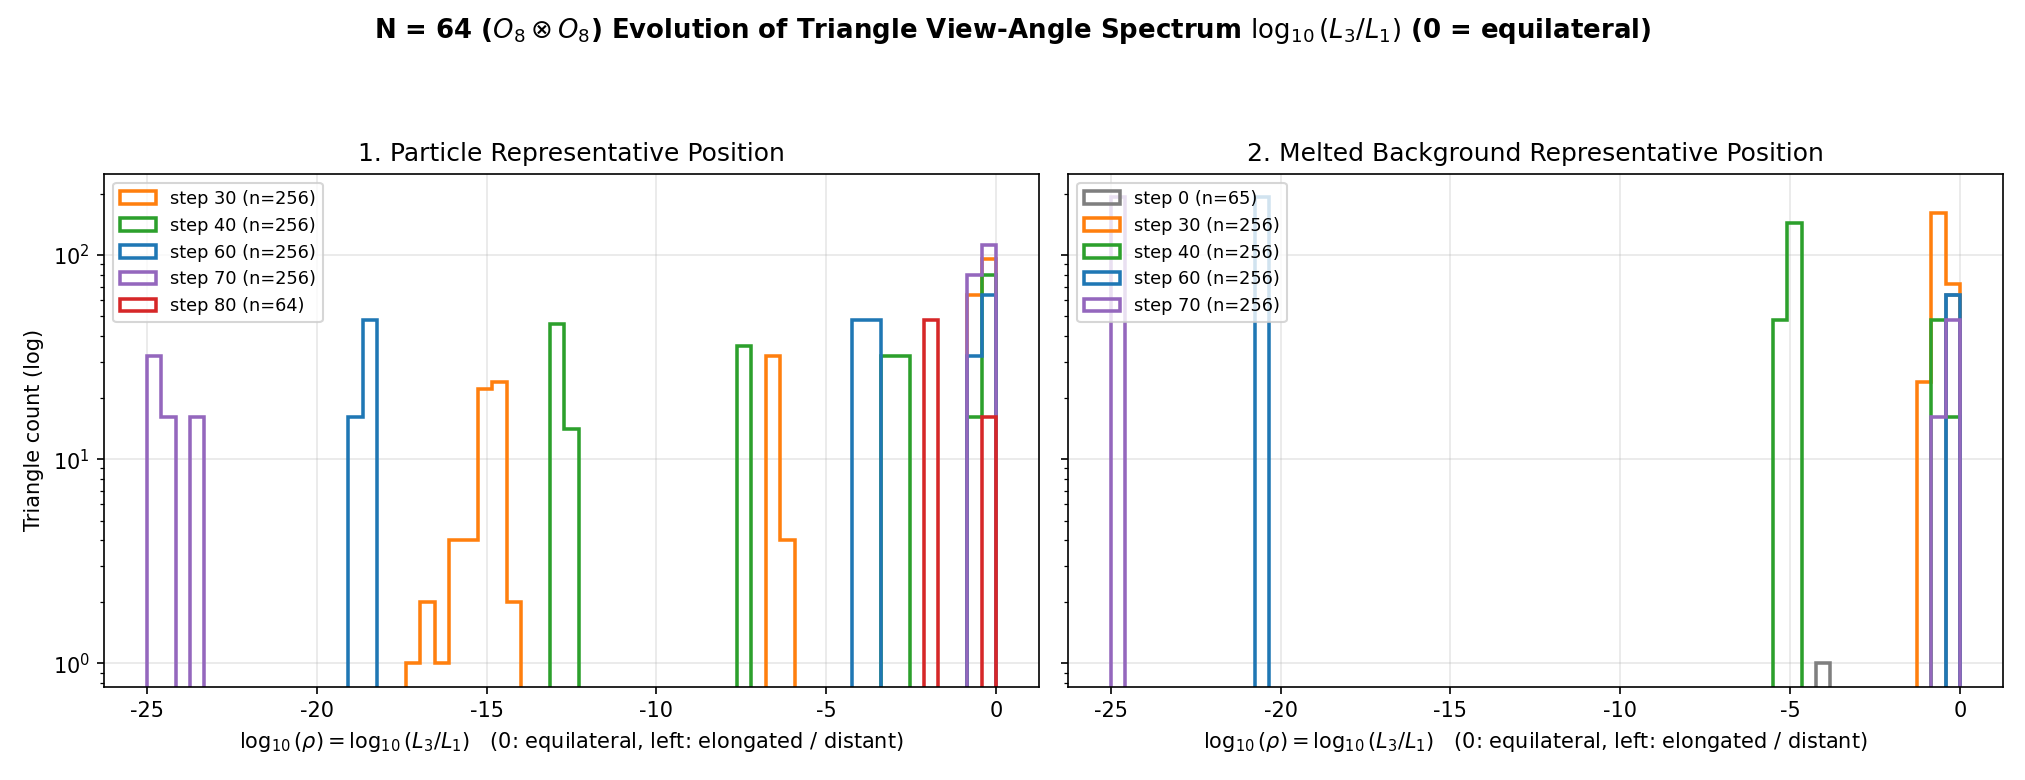 N = 64 (O₈ ⊗ O₈) Evolution of Triangle View-Angle Spectrum log₁₀(L₃/L₁) (0 = equilateral)
1. Particle Representative Position
step 30 (n=256)
step 40 (n=256)
step 60 (n=256)
step 70 (n=256)
step 80 (n=64)
Triangle count (log)
10²
10¹
10⁰
-25 -20 -15 -10 -5 0
log₁₀(ρ) = log₁₀(L₃/L₁) (0: equilateral, left: elongated / distant)
2. Melted Background Representative Position
step 0 (n=65)
step 30 (n=256)
step 40 (n=256)
step 60 (n=256)
step 70 (n=256)
-25 -20 -15 -10 -5 0
log₁₀(ρ) = log₁₀(L₃/L₁) (0: equilateral, left: elongated / distant)